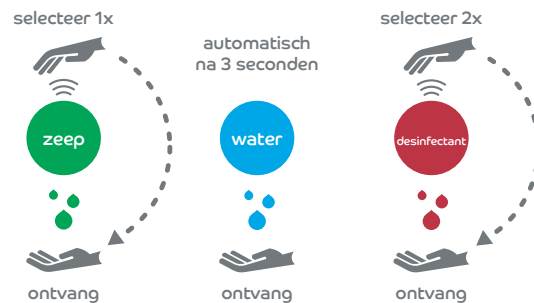 selecteer 1x
zeep
ontvang
automatisch
na 3 seconden
water
ontvang
selecteer 2x
desinfectant
ontvang